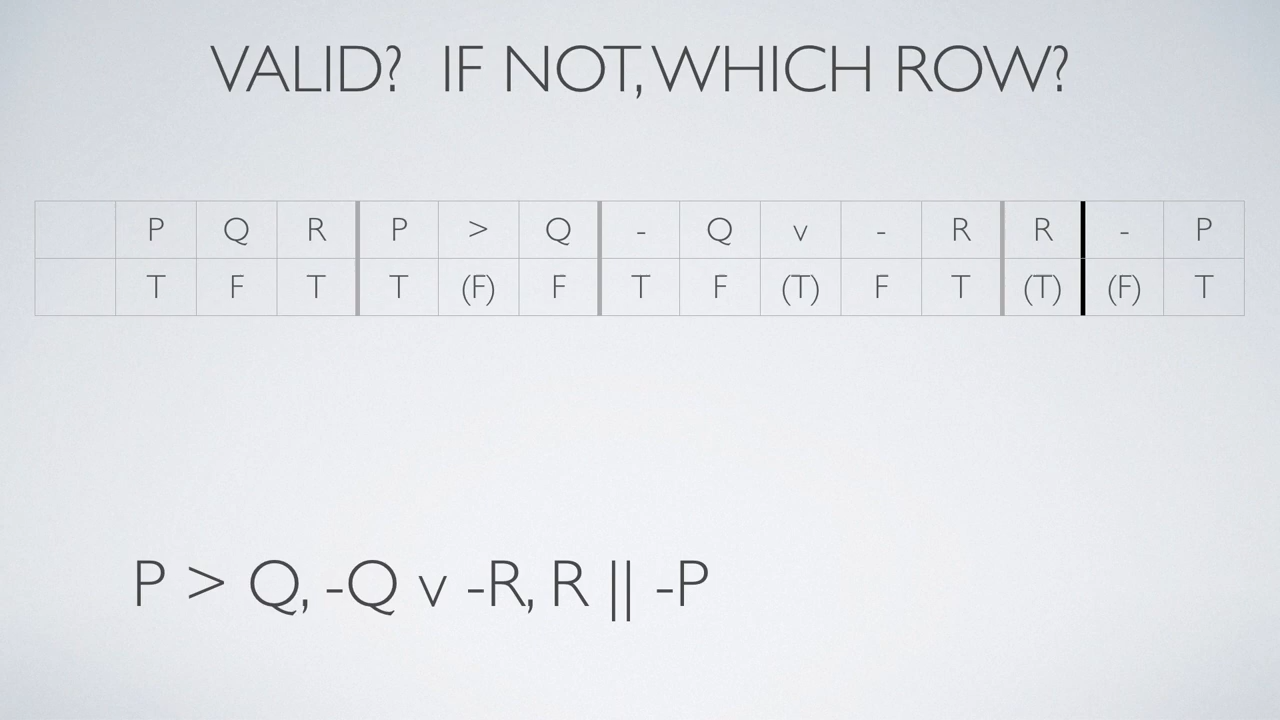 VALID? IF NOT, WHICH ROW?
P Q R P > Q - Q v - R R - P
T F T T (F) F T F (T) F T (T) (F) T
P > Q, -Q v -R, R || -P